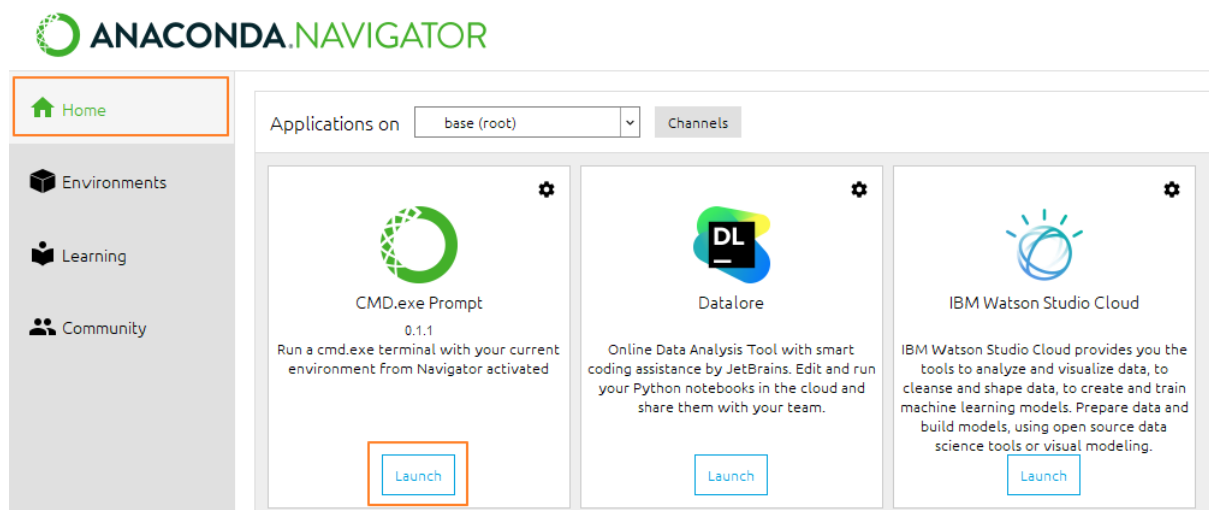 ANACONDA.NAVIGATOR
Home
Environments
Learning
Community
Applications on base (root) Channels
CMD.exe Prompt
0.1.1
Run a cmd.exe terminal with your current
environment from Navigator activated
Launch
DL
Datalore
Online Data Analysis Tool with smart
coding assistance by JetBrains. Edit and run
your Python notebooks in the cloud and
share them with your team.
Launch
IBM Watson Studio Cloud
IBM Watson Studio Cloud provides you the
tools to analyze and visualize data, to
cleanse and shape data, to create and train
machine learning models. Prepare data and
build models, using open source data
science tools or visual modeling.
Launch